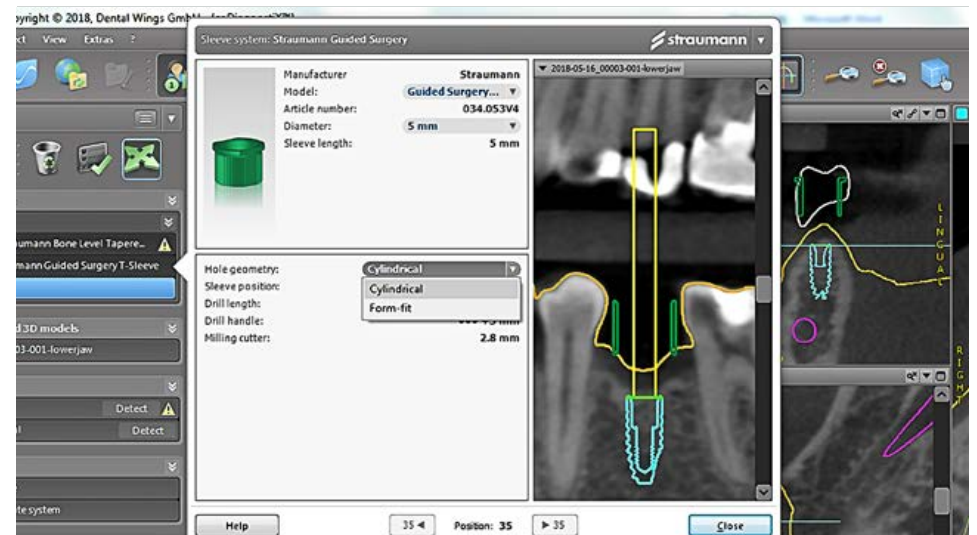 pyright © 2018, Dental Wings GmbH
View Extras ?
Sleeve system: Straumann Guided Surgery
straumann
Manufacturer Straumann
Model: Guided Surgery...
Article number: 034.053V4
Diameter: 5 mm
Sleeve length: 5 mm
2018-05-16_00003-001-lowerjaw
Hole geometry: Cylindrical
Cylindrical
Form-fit
Sleeve position:
Drill length:
Drill handle:
Milling cutter: 2.8 mm
umann Bone Level Tapere...
mann Guided Surgery T-Sleeve
d 3D models
03-001-lowerjaw
Detect
Detect
te system
LINGUAL
RIGHT
Help
35
Position: 35
35
Close